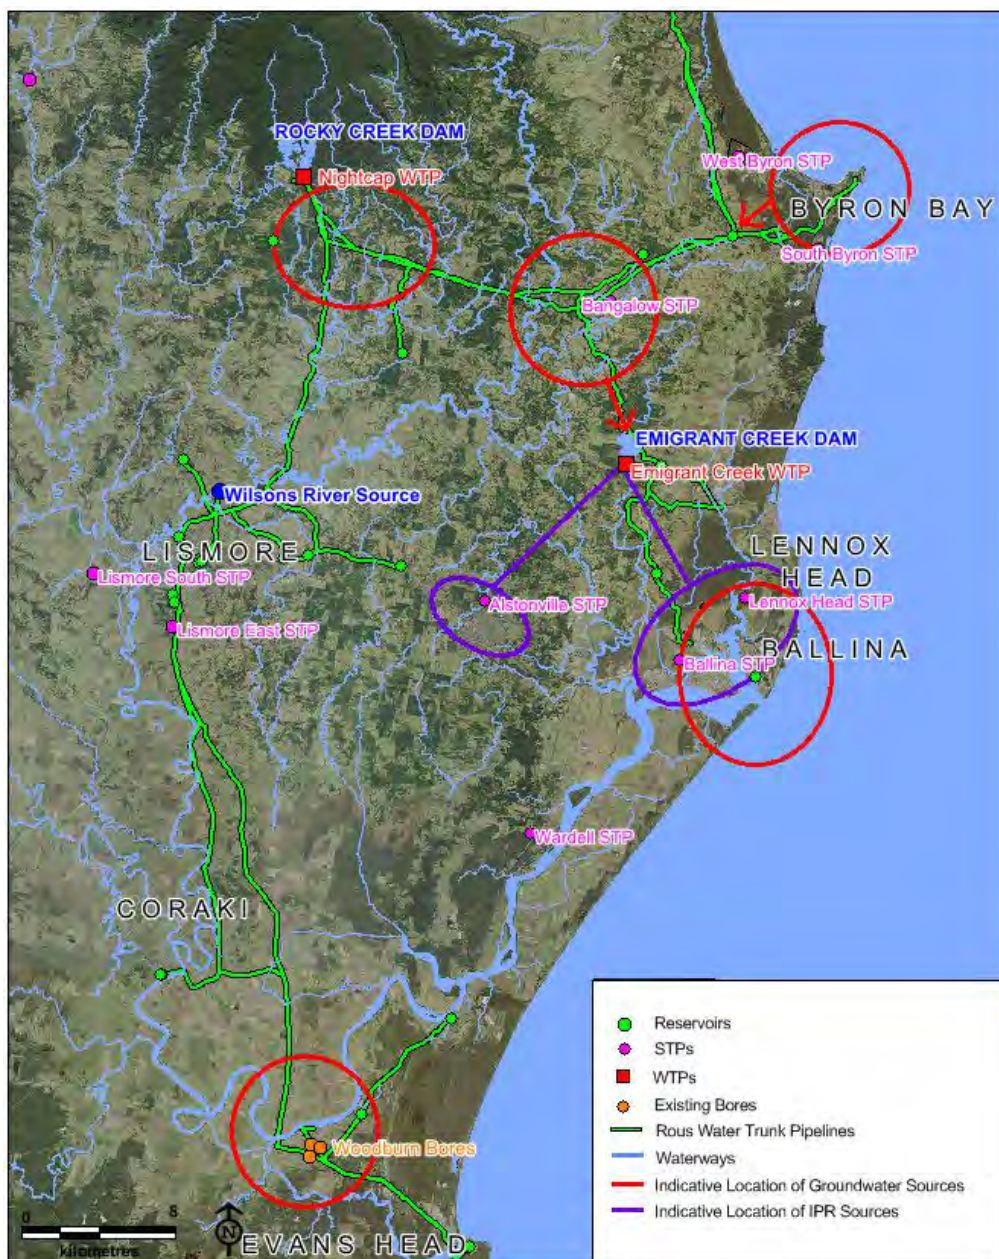 ROCKY CREEK DAM
Nightcap WTP
West Byron STP
BYRON BAY
South Byron STP
Bangalow STP
EMIGRANT CREEK DAM
Emigrant Creek WTP
Wilsons River Source
LISMORE
LENNOX
HEAD
Lismore South STP
Alstonville STP
Lennox Head STP
Lismore East STP
BALLINA
Ballina STP
Wardell STP
CORAKI
Woodburn Bores
EVANS HEAD
0 8
kilometres
N
Reservoirs
STPs
WTPs
Existing Bores
Rous Water Trunk Pipelines
Waterways
Indicative Location of Groundwater Sources
Indicative Location of IPR Sources